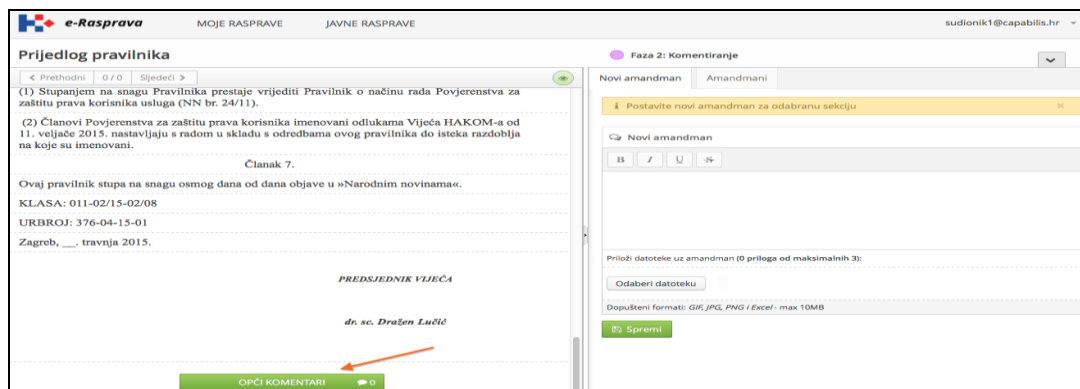 e-Rasprava MOJE RASPRAVE JAVNE RASPRAVE sudionik1@capabilis.hr
Prijedlog pravilnika
Prethodni 0 / 0 Sljedeći
(1) Stupanjem na snagu Pravilnika prestaje vrijediti Pravilnik o načinu rada Povjerenstva za
zaštitu prava korisnika usluga (NN br. 24/11).
(2) Članovi Povjerenstva za zaštitu prava korisnika imenovani odlukama Vijeća HAKOM-a od
11. veljače 2015. nastavljaju s radom u skladu s odredbama ovog pravilnika do isteka razdoblja
na koje su imenovani.
Članak 7.
Ovaj pravilnik stupa na snagu osmog dana od dana objave u »Narodnim novinama«.
KLASA: 011-02/15-02/08
URBROJ: 376-04-15-01
Zagreb, __. travnja 2015.
PREDSJEDNIK VIJEĆA
dr. sc. Dražen Lučić
OPĆI KOMENTARI 0
Faza 2: Komentiranje
Novi amandman Amandmani
Postavite novi amandman za odabranu sekciju
Novi amandman
B I U S
Priloži datoteke uz amandman (0 priloga od maksimalnih 3):
Odaberi datoteku
Dopušteni formati: GIF, JPG, PNG i Excel - max 10MB
Spremi